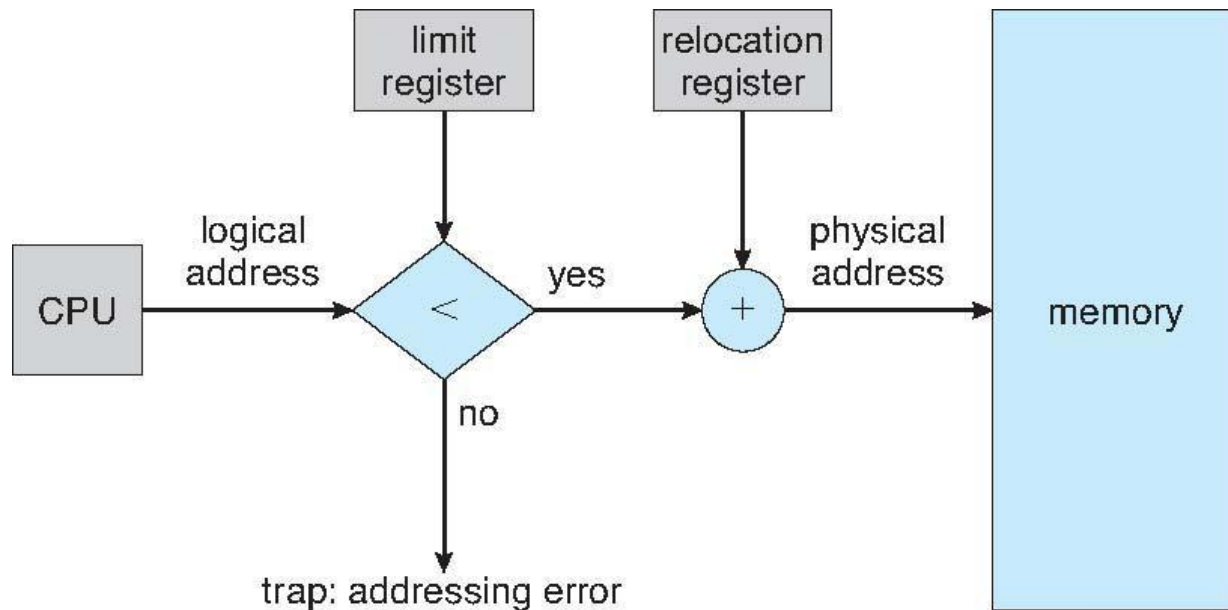 limit
register
relocation
register
logical
address
physical
address
CPU
<
yes
+
memory
no
trap: addressing error